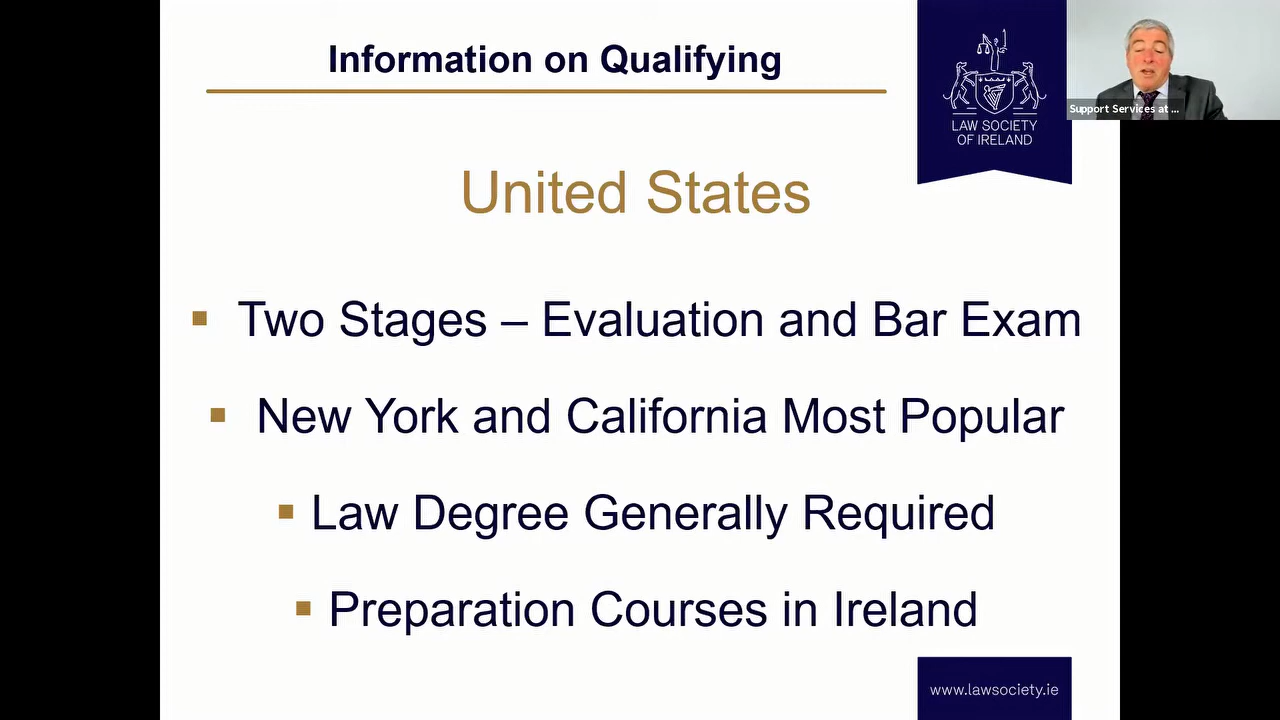 Information on Qualifying
LAW SOCIETY
OF IRELAND
Support Services at ...
United States
▪ Two Stages – Evaluation and Bar Exam
▪ New York and California Most Popular
▪ Law Degree Generally Required
▪ Preparation Courses in Ireland
www.lawsociety.ie